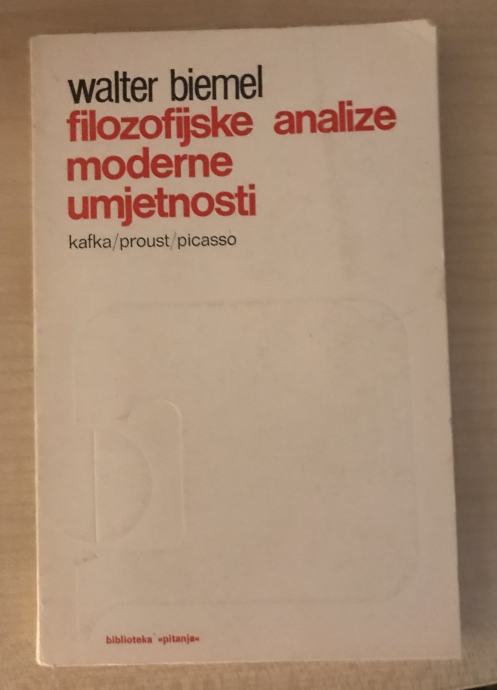 walter biemel
filozofijske analize
moderne
umjetnosti
kafka/proust/picasso
biblioteka »pitanja«